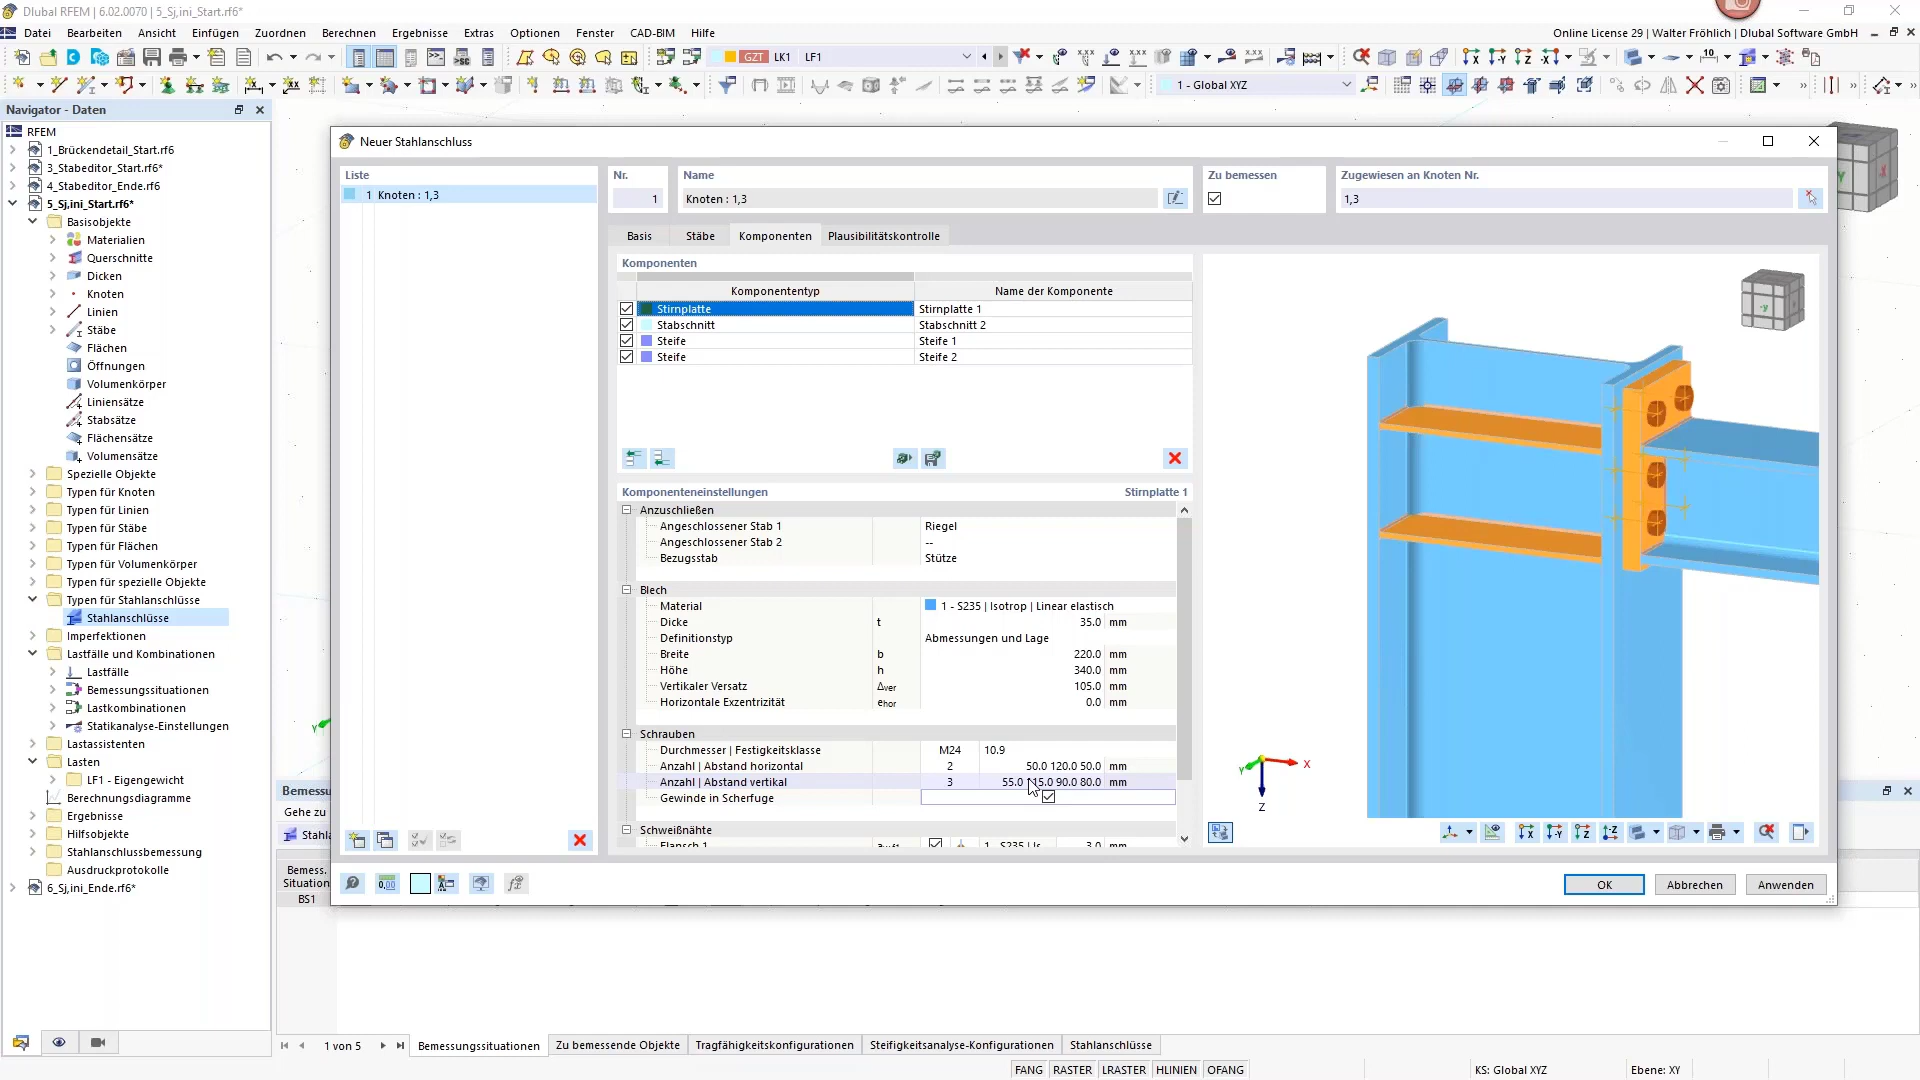 Dlubal RFEM | 6.02.0070 | 5_Sj,ini_Start.rf6*
Datei Bearbeiten Ansicht Einfügen Zuordnen Berechnen Ergebnisse Extras Optionen Fenster CAD-BIM Hilfe
Online License 29 | Walter Fröhlich | Dlubal Software GmbH
GZT LK1 LF1
1 - Global XYZ
Navigator - Daten
RFEM
1_Brückendetail_Start.rf6
3_Stabeditor_Start.rf6*
4_Stabeditor_Ende.rf6
5_Sj,ini_Start.rf6*
Basisobjekte
Materialien
Querschnitte
Dicken
Knoten
Linien
Stäbe
Flächen
Öffnungen
Volumenkörper
Liniensätze
Stabsätze
Flächensätze
Volumensätze
Spezielle Objekte
Typen für Knoten
Typen für Linien
Typen für Stäbe
Typen für Flächen
Typen für Volumenkörper
Typen für spezielle Objekte
Typen für Stahlanschlüsse
Stahlanschlüsse
Imperfektionen
Lastfälle und Kombinationen
Lastfälle
Bemessungssituationen
Lastkombinationen
Statikanalyse-Einstellungen
Lastassistenten
Lasten
LF1 - Eigengewicht
Berechnungsdiagramme
Ergebnisse
Hilfsobjekte
Stahlanschlussbemessung
Ausdruckprotokolle
6_Sj,ini_Ende.rf6*
Neuer Stahlanschluss
Liste
1 Knoten : 1,3
Nr.
1
Name
Knoten : 1,3
Zu bemessen
Zugewiesen an Knoten Nr.
1,3
Basis Stäbe Komponenten Plausibilitätskontrolle
Komponenten
Komponententyp Name der Komponente
Stirnplatte Stirnplatte 1
Stabschnitt Stabschnitt 2
Steife Steife 1
Steife Steife 2
Komponenteneinstellungen Stirnplatte 1
Anzuschließen
Angeschlossener Stab 1 Riegel
Angeschlossener Stab 2 --
Bezugsstab Stütze
Blech
Material 1 - S235 | Isotrop | Linear elastisch
Dicke t 35.0 mm
Definitionstyp Abmessungen und Lage
Breite b 220.0 mm
Höhe h 340.0 mm
Vertikaler Versatz Δver 105.0 mm
Horizontale Exzentrizität ehor 0.0 mm
Schrauben
Durchmesser | Festigkeitsklasse M24 10.9
Anzahl | Abstand horizontal 2 50.0 120.0 50.0 mm
Anzahl | Abstand vertikal 3 55.0 115.0 90.0 80.0 mm
Gewinde in Scherfuge
Schweißnähte
Flansch 1 3.0 mm
X
Y
Z
OK Abbrechen Anwenden
Bemessu
Gehe zu
Stahla
Bemess.
Situation
BS1
1 von 5 Bemessungssituationen Zu bemessende Objekte Tragfähigkeitskonfigurationen Steifigkeitsanalyse-Konfigurationen Stahlanschlüsse
FANG RASTER LRASTER HLINIEN OFANG KS: Global XYZ Ebene: XY